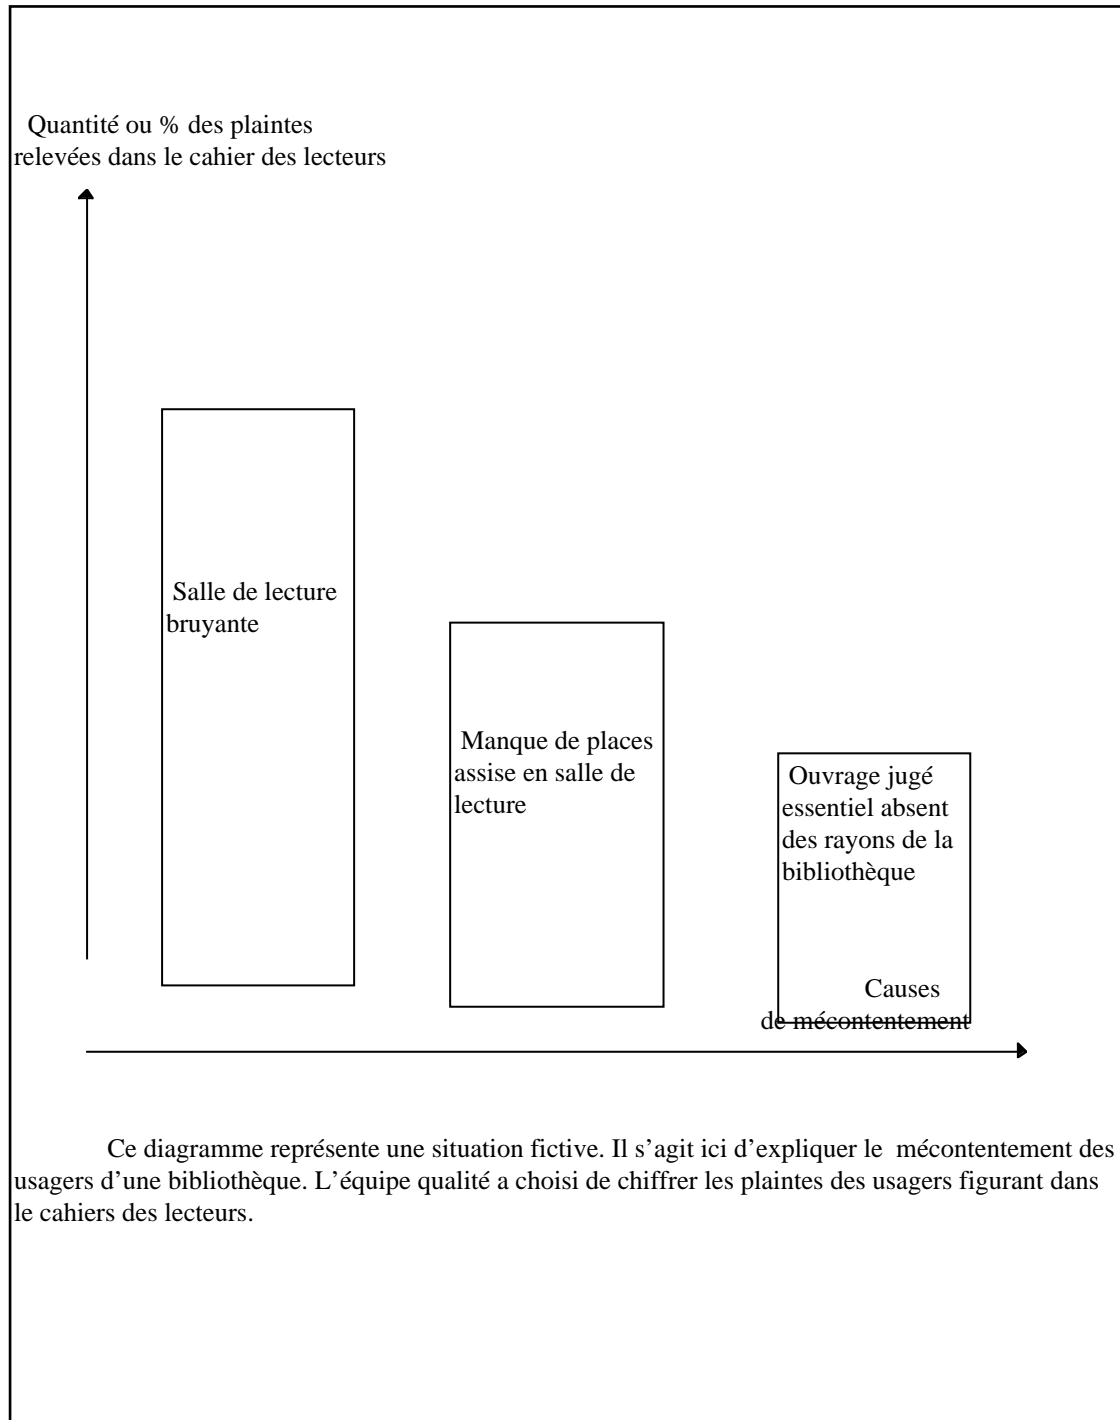 Quantité ou % des plaintes
relevées dans le cahier des lecteurs
Salle de lecture
bruyante
Manque de places
assise en salle de
lecture
Ouvrage jugé
essentiel absent
des rayons de la
bibliothèque
Causes
de mécontentement
Ce diagramme représente une situation fictive. Il s’agit ici d’expliquer le mécontentement des
usagers d’une bibliothèque. L’équipe qualité a choisi de chiffrer les plaintes des usagers figurant dans
le cahiers des lecteurs.